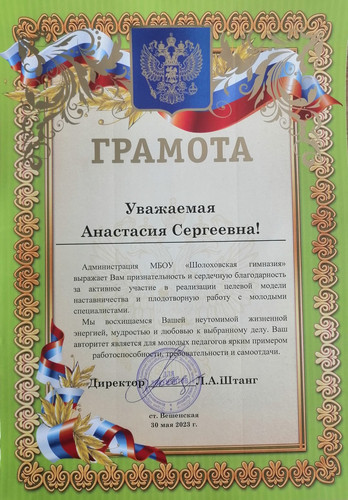 ГРАМОТА
Уважаемая
Анастасия Сергеевна!
Администрация МБОУ «Шолоховская гимназия»
выражает Вам признательность и сердечную благодарность
за активное участие в реализации целевой модели
наставничества и плодотворную работу с молодыми
специалистами.
Мы восхищаемся Вашей неутомимой жизненной
энергией, мудростью и любовью к выбранному делу. Ваш
авторитет является для молодых педагогов ярким примером
работоспособности, требовательности и самоотдачи.
Директор Л.А.Штанг
ст. Вешенская
30 мая 2023 г.